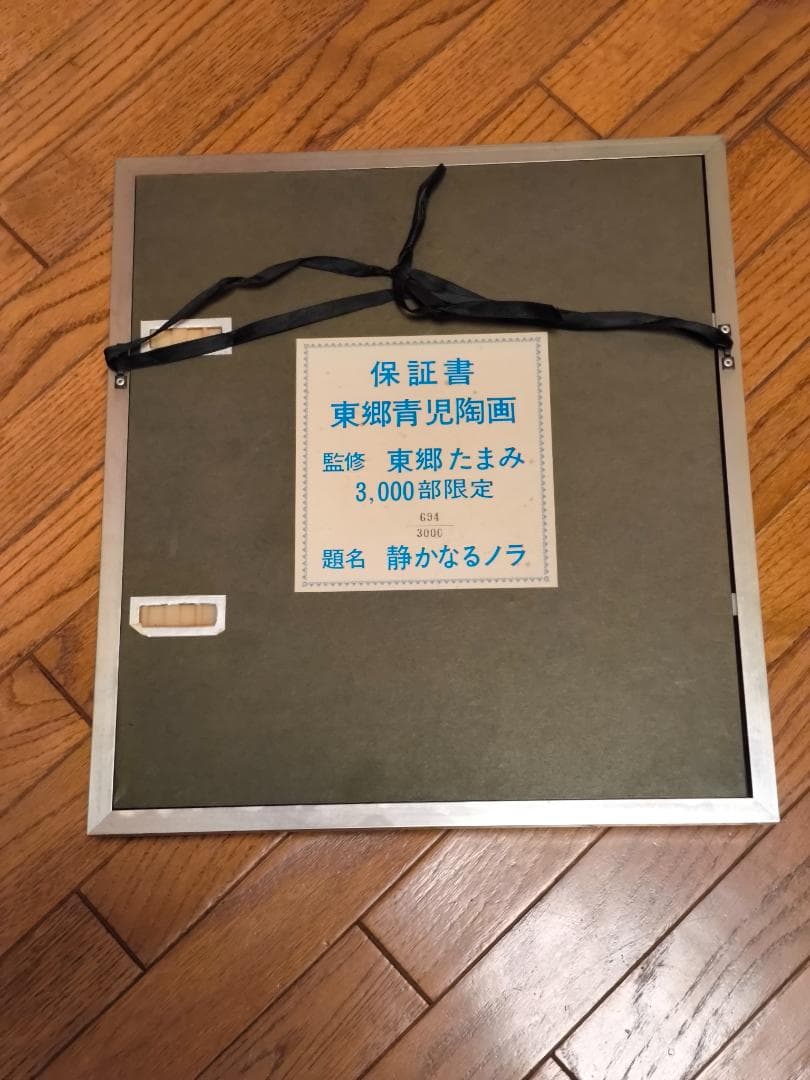 保証書
東郷青児陶画
監修 東郷たまみ
3,000部限定
694
3000
題名 静かなるノラ